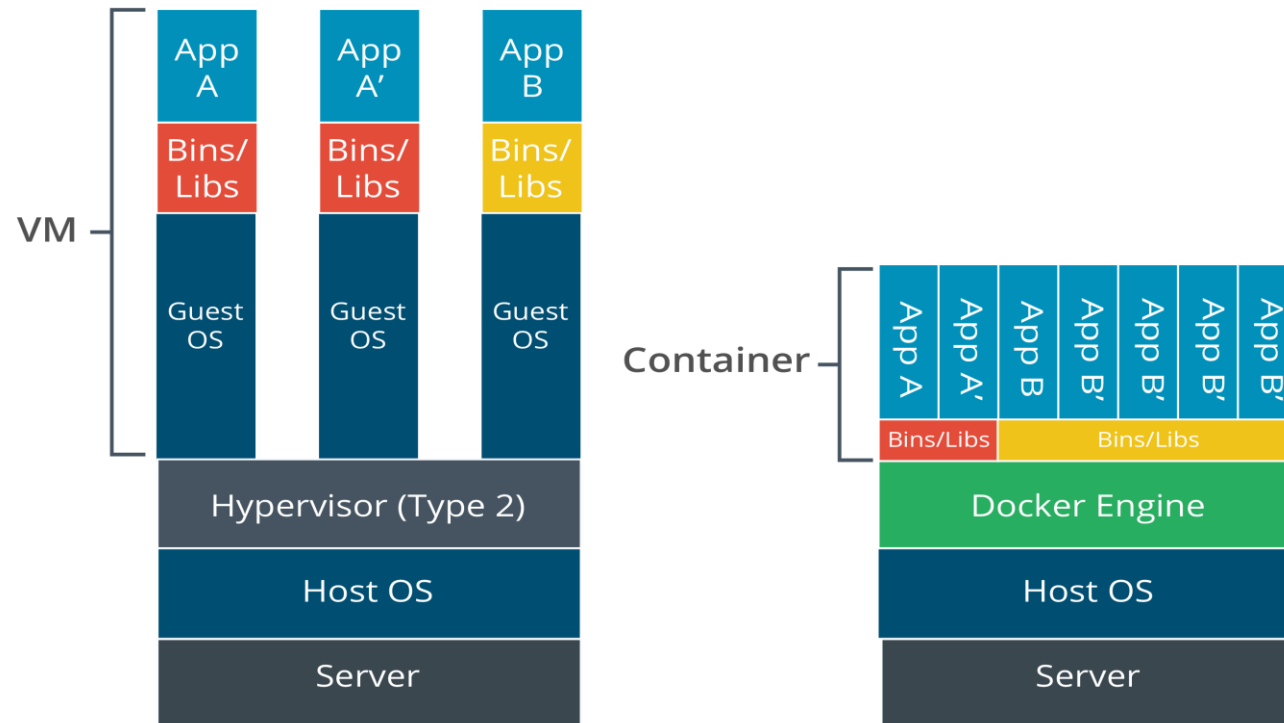 VM
App
A
App
A’
App
B
Bins/
Libs
Bins/
Libs
Bins/
Libs
Guest
OS
Guest
OS
Guest
OS
Hypervisor (Type 2)
Host OS
Server
Container
App A
App A’
App B
App B’
App B’
App B’
App B’
Bins/Libs
Bins/Libs
Docker Engine
Host OS
Server